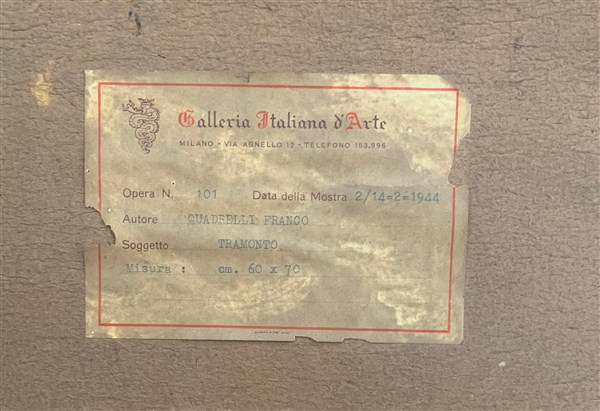 Galleria Italiana d'Arte
MILANO - VIA AGNELLO 12 - TELEFONO 153.996
Opera N. 101 Data della Mostra 2/14=2=1944
Autore QUADRELLI FRANCO
Soggetto TRAMONTO
Misura : cm. 60 x 70